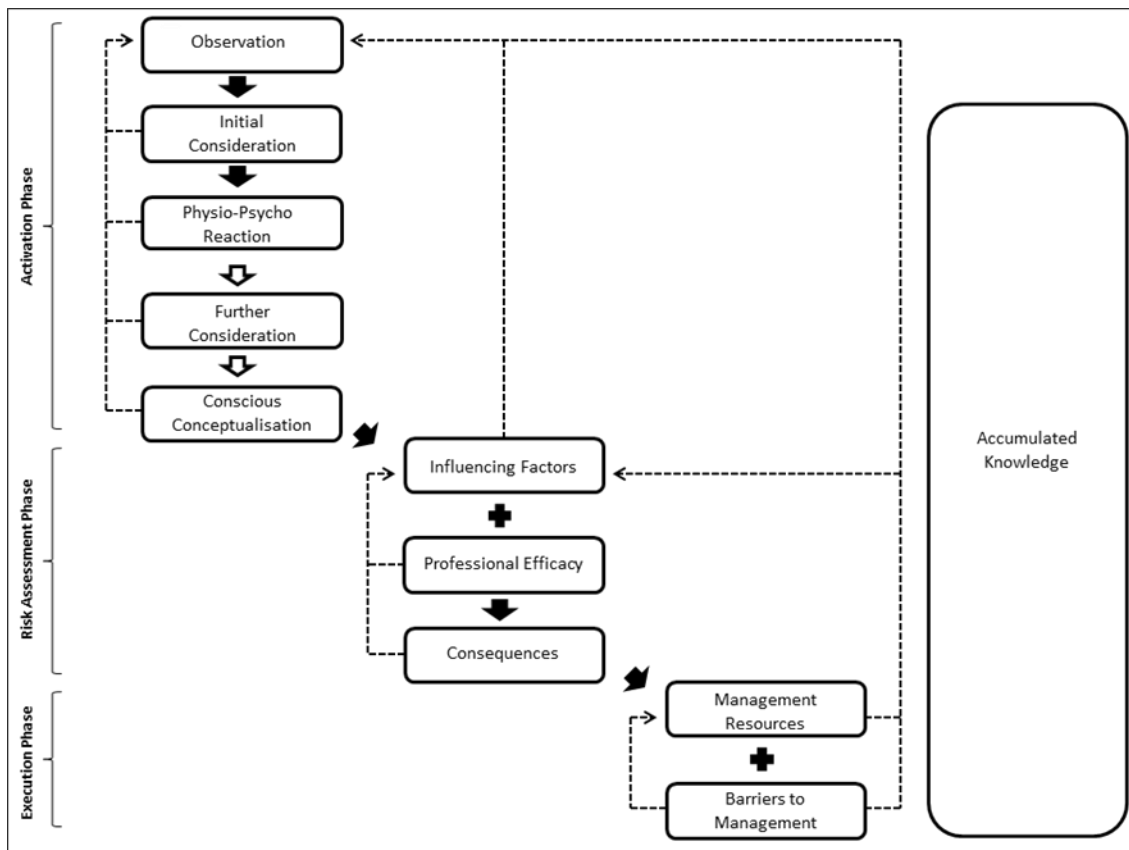 Activation Phase
Observation
Initial
Consideration
Physio-Psycho
Reaction
Further
Consideration
Conscious
Conceptualisation
Risk Assessment Phase
Influencing Factors
Professional Efficacy
Consequences
Execution Phase
Management
Resources
Barriers to
Management
Accumulated
Knowledge